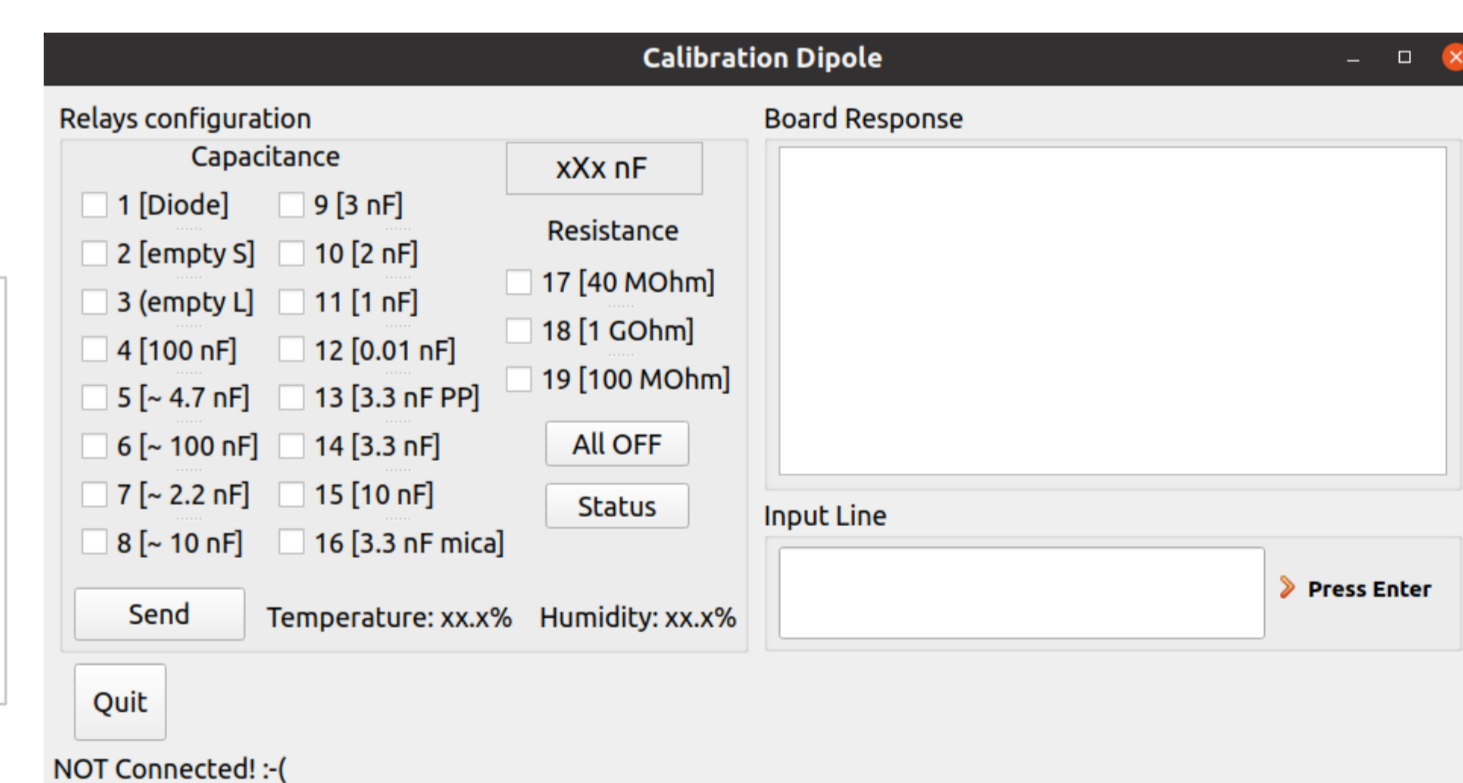 Calibration Dipole
Relays configuration
Capacitance
xXx nF
1 [Diode]
2 [empty S]
3 (empty L]
4 [100 nF]
5 [~ 4.7 nF]
6 [~ 100 nF]
7 [~ 2.2 nF]
8 [~ 10 nF]
9 [3 nF]
10 [2 nF]
11 [1 nF]
12 [0.01 nF]
13 [3.3 nF PP]
14 [3.3 nF]
15 [10 nF]
16 [3.3 nF mica]
Resistance
17 [40 MOhm]
18 [1 GOhm]
19 [100 MOhm]
All OFF
Status
Send
Temperature: xx.x%
Humidity: xx.x%
Board Response
Input Line
Press Enter
Quit
NOT Connected! :-(